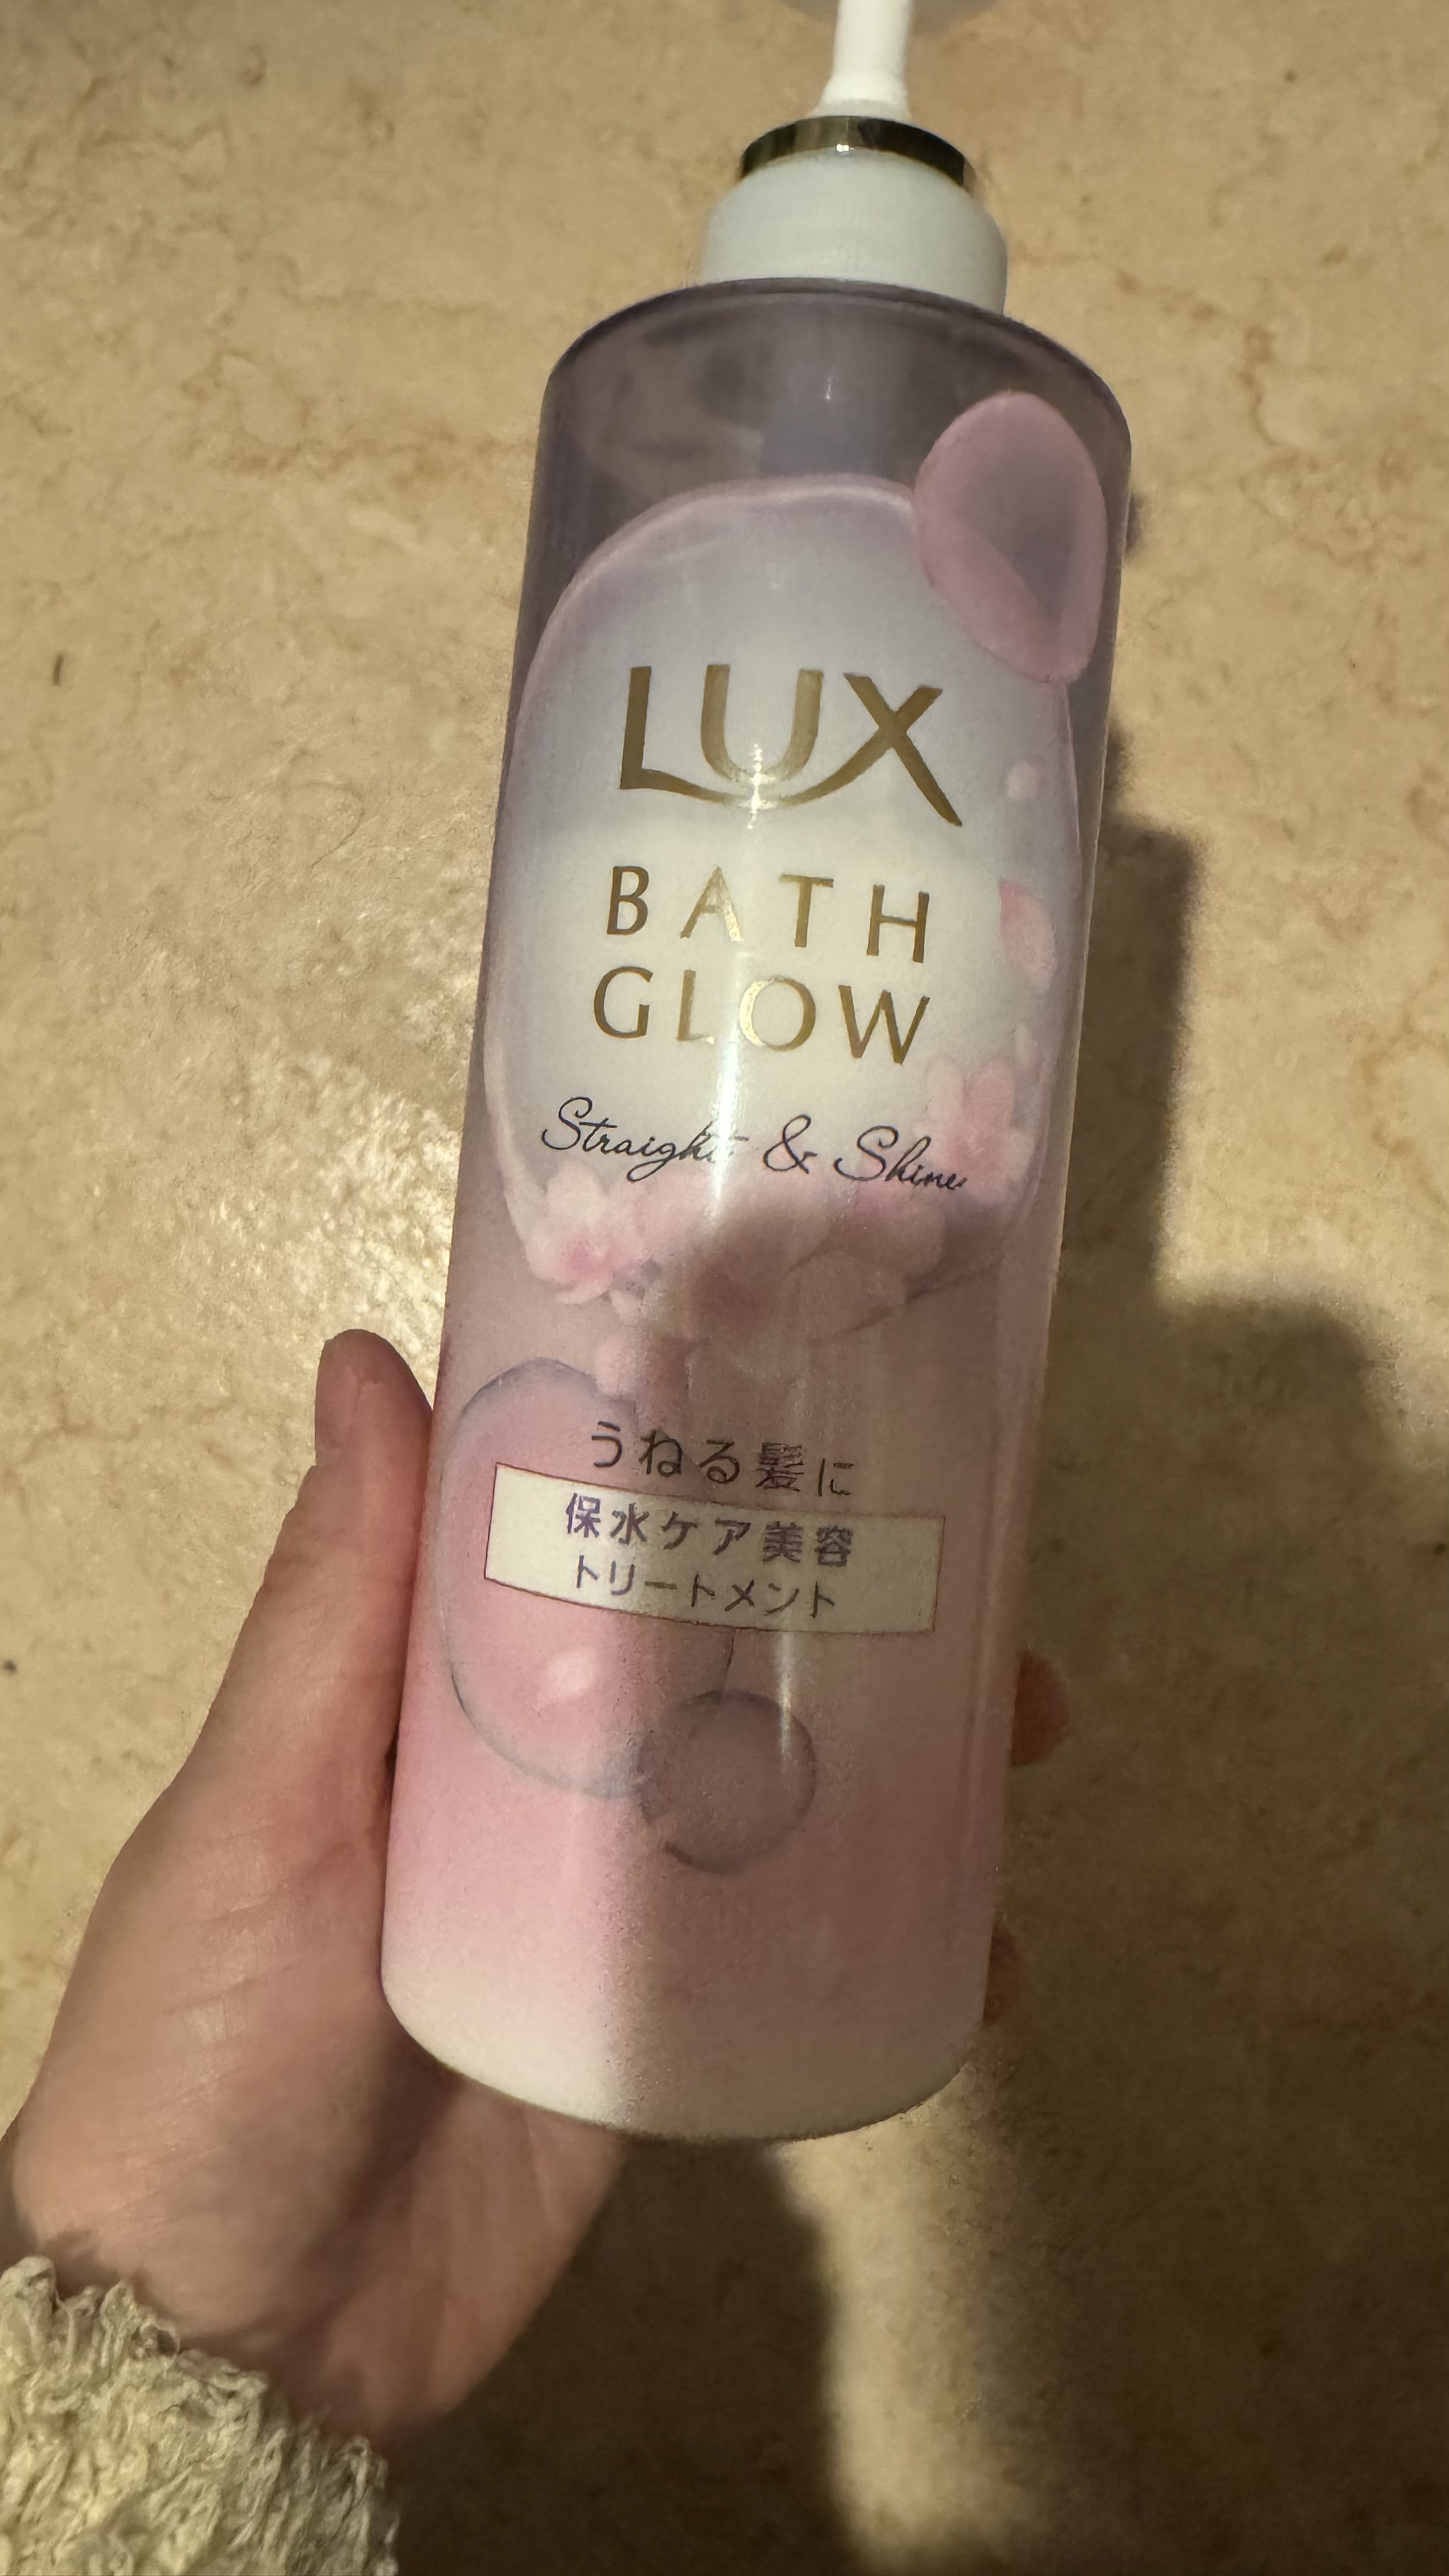 LUX
BATH
GLOW
Straight & Shine
うねる髪に
保水ケア美容
トリートメント